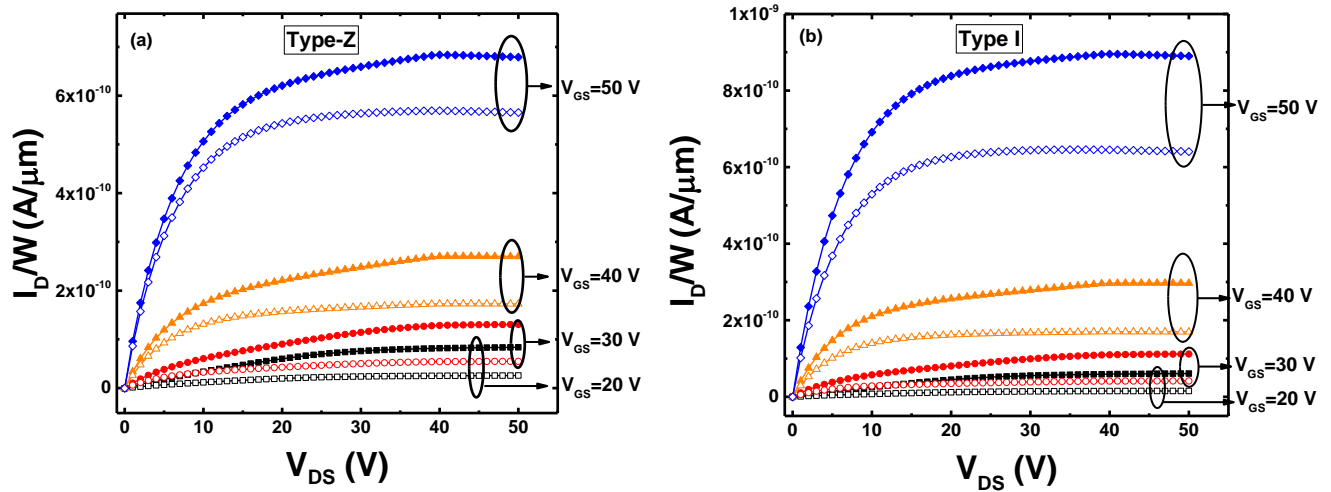 (a)
Type-Z
6x10⁻¹⁰
4x10⁻¹⁰
2x10⁻¹⁰
0
I_D/W (A/μm)
0 10 20 30 40 50
V_DS (V)
V_GS=50 V
V_GS=40 V
V_GS=30 V
V_GS=20 V
(b)
Type I
1x10⁻⁹
8x10⁻¹⁰
6x10⁻¹⁰
4x10⁻¹⁰
2x10⁻¹⁰
0
I_D/W (A/μm)
0 10 20 30 40 50
V_DS (V)
V_GS=50 V
V_GS=40 V
V_GS=30 V
V_GS=20 V